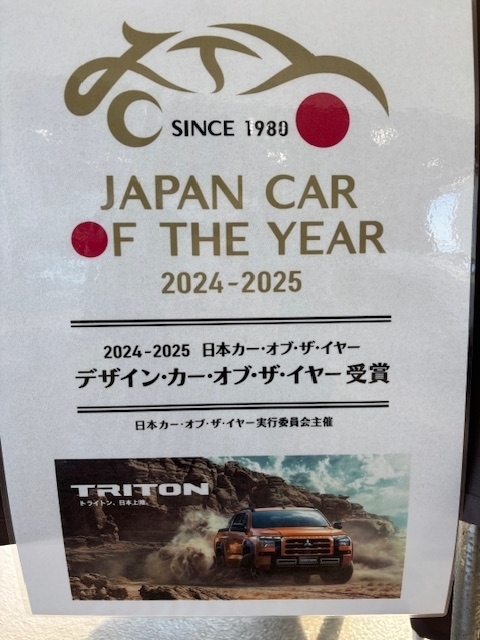 SINCE 1980
JAPAN CAR
OF THE YEAR
2024-2025
2024-2025 日本カー・オブ・ザ・イヤー
デザイン・カー・オブ・ザ・イヤー 受賞
日本カー・オブ・ザ・イヤー実行委員会主催
TRITON
トライトン、日本上陸。